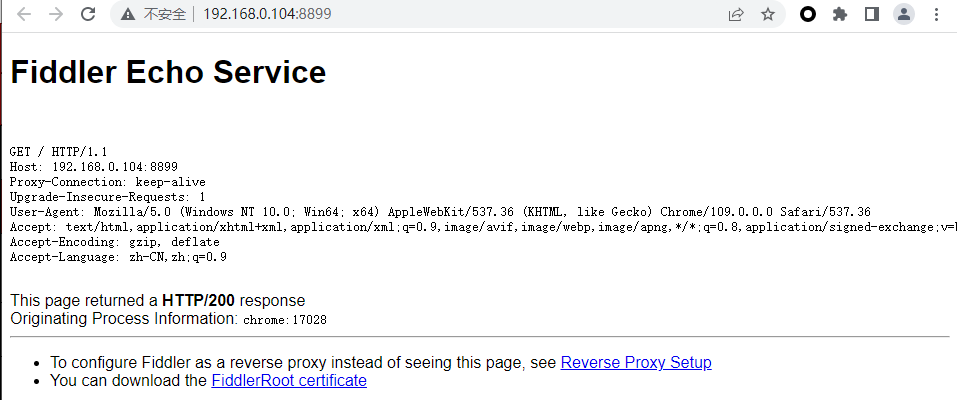 不安全 192.168.0.104:8899
Fiddler Echo Service
GET / HTTP/1.1
Host: 192.168.0.104:8899
Proxy-Connection: keep-alive
Upgrade-Insecure-Requests: 1
User-Agent: Mozilla/5.0 (Windows NT 10.0; Win64; x64) AppleWebKit/537.36 (KHTML, like Gecko) Chrome/109.0.0.0 Safari/537.36
Accept: text/html,application/xhtml+xml,application/xml;q=0.9,image/avif,image/webp,image/apng,*/*;q=0.8,application/signed-exchange;v=
Accept-Encoding: gzip, deflate
Accept-Language: zh-CN,zh;q=0.9
This page returned a HTTP/200 response
Originating Process Information: chrome:17028
• To configure Fiddler as a reverse proxy instead of seeing this page, see Reverse Proxy Setup
• You can download the FiddlerRoot certificate